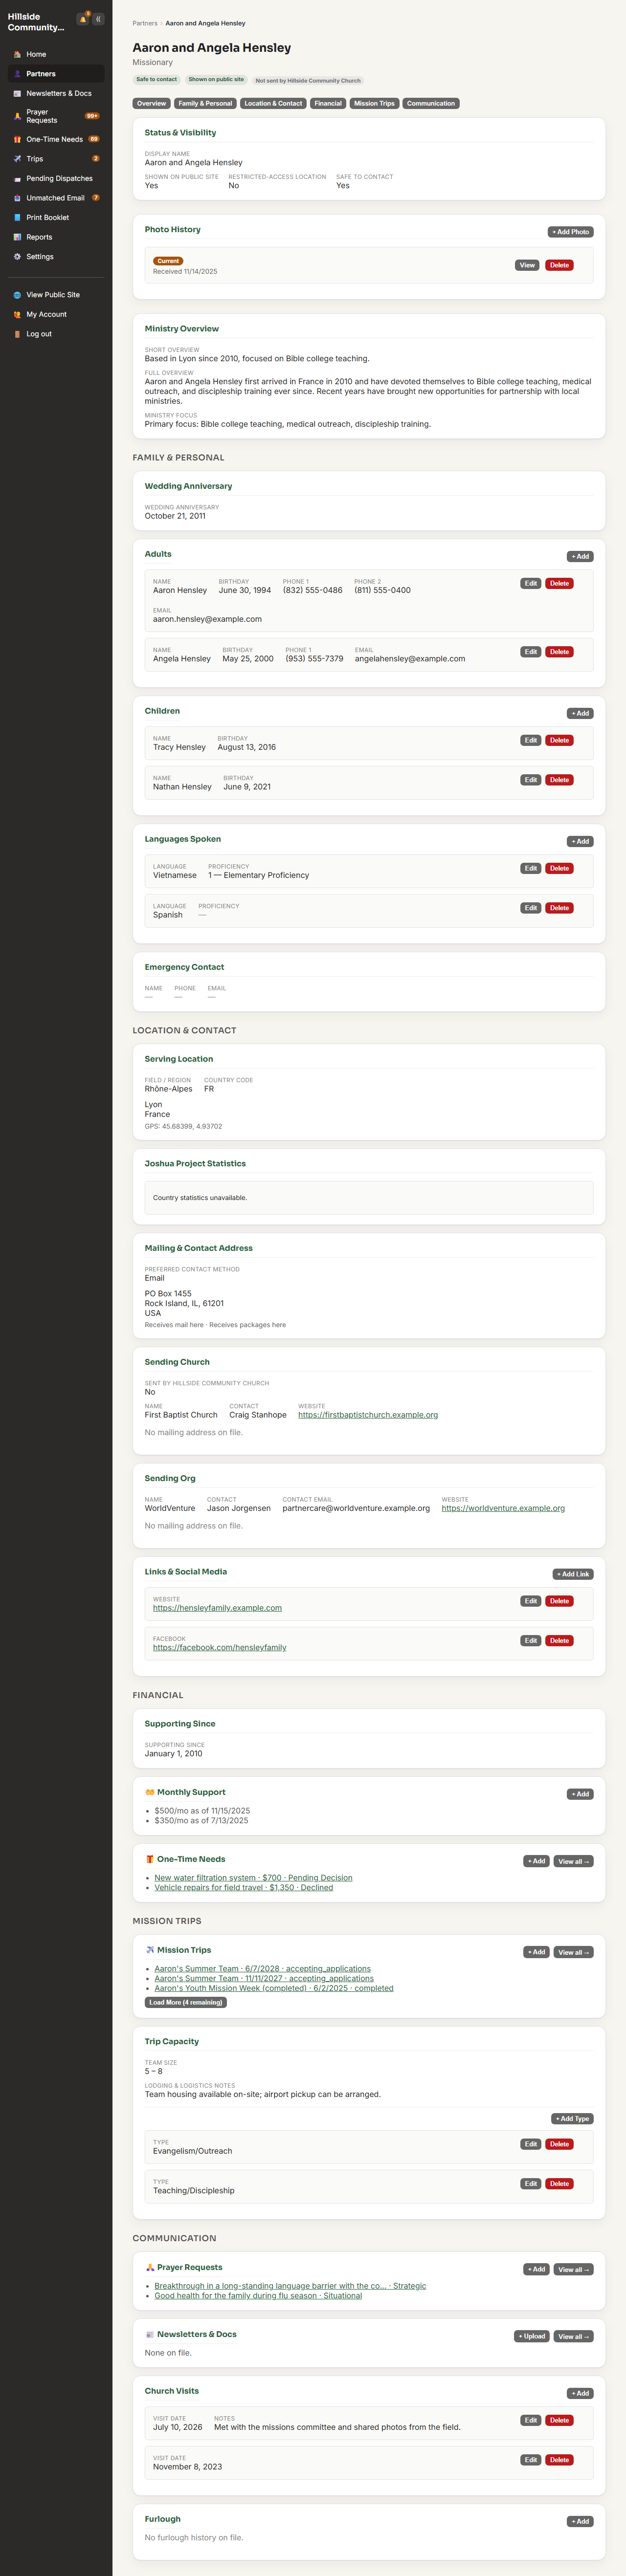 Hillside
Community...
9
Home
Partners
Newsletters & Docs
Prayer
Requests
99+
One-Time Needs
69
Trips
2
Pending Dispatches
Unmatched Email
7
Print Booklet
Reports
Settings
View Public Site
My Account
Log out
Partners › Aaron and Angela Hensley
Aaron and Angela Hensley
Missionary
Safe to contact
Shown on public site
Not sent by Hillside Community Church
Overview
Family & Personal
Location & Contact
Financial
Mission Trips
Communication
Status & Visibility
DISPLAY NAME
Aaron and Angela Hensley
SHOWN ON PUBLIC SITE RESTRICTED-ACCESS LOCATION SAFE TO CONTACT
Yes No Yes
Photo History
+ Add Photo
Current
Received 11/14/2025
View Delete
Ministry Overview
SHORT OVERVIEW
Based in Lyon since 2010, focused on Bible college teaching.
FULL OVERVIEW
Aaron and Angela Hensley first arrived in France in 2010 and have devoted themselves to Bible college teaching, medical
outreach, and discipleship training ever since. Recent years have brought new opportunities for partnership with local
ministries.
MINISTRY FOCUS
Primary focus: Bible college teaching, medical outreach, discipleship training.
FAMILY & PERSONAL
Wedding Anniversary
WEDDING ANNIVERSARY
October 21, 2011
Adults
+ Add
NAME BIRTHDAY PHONE 1 PHONE 2
Aaron Hensley June 30, 1994 (832) 555-0486 (811) 555-0400
Edit Delete
EMAIL
aaron.hensley@example.com
NAME BIRTHDAY PHONE 1 EMAIL
Angela Hensley May 25, 2000 (953) 555-7379 angelahensley@example.com
Edit Delete
Children
+ Add
NAME BIRTHDAY
Tracy Hensley August 13, 2016
Edit Delete
NAME BIRTHDAY
Nathan Hensley June 9, 2021
Edit Delete
Languages Spoken
+ Add
LANGUAGE PROFICIENCY
Vietnamese 1 — Elementary Proficiency
Edit Delete
LANGUAGE PROFICIENCY
Spanish —
Edit Delete
Emergency Contact
NAME PHONE EMAIL
— — —
LOCATION & CONTACT
Serving Location
FIELD / REGION COUNTRY CODE
Rhône-Alpes FR
Lyon
France
GPS: 45.68399, 4.93702
Joshua Project Statistics
Country statistics unavailable.
Mailing & Contact Address
PREFERRED CONTACT METHOD
Email
PO Box 1455
Rock Island, IL, 61201
USA
Receives mail here · Receives packages here
Sending Church
SENT BY HILLSIDE COMMUNITY CHURCH
No
NAME CONTACT WEBSITE
First Baptist Church Craig Stanhope https://firstbaptistchurch.example.org
No mailing address on file.
Sending Org
NAME CONTACT CONTACT EMAIL WEBSITE
WorldVenture Jason Jorgensen partnercare@worldventure.example.org https://worldventure.example.org
No mailing address on file.
Links & Social Media
+ Add Link
WEBSITE
https://hensleyfamily.example.com
Edit Delete
FACEBOOK
https://facebook.com/hensleyfamily
Edit Delete
FINANCIAL
Supporting Since
SUPPORTING SINCE
January 1, 2010
Monthly Support
+ Add
• $500/mo as of 11/15/2025
• $350/mo as of 7/13/2025
One-Time Needs
+ Add View all →
• New water filtration system · $700 · Pending Decision
• Vehicle repairs for field travel · $1,350 · Declined
MISSION TRIPS
Mission Trips
+ Add View all →
• Aaron's Summer Team · 6/7/2028 · accepting_applications
• Aaron's Summer Team · 11/11/2027 · accepting_applications
• Aaron's Youth Mission Week (completed) · 6/2/2025 · completed
Load More (4 remaining)
Trip Capacity
TEAM SIZE
5 – 8
LODGING & LOGISTICS NOTES
Team housing available on-site; airport pickup can be arranged.
+ Add Type
TYPE
Evangelism/Outreach
Edit Delete
TYPE
Teaching/Discipleship
Edit Delete
COMMUNICATION
Prayer Requests
+ Add View all →
• Breakthrough in a long-standing language barrier with the co... · Strategic
• Good health for the family during flu season · Situational
Newsletters & Docs
+ Upload View all →
None on file.
Church Visits
+ Add
VISIT DATE NOTES
July 10, 2026 Met with the missions committee and shared photos from the field.
Edit Delete
VISIT DATE
November 8, 2023
Edit Delete
Furlough
+ Add
No furlough history on file.